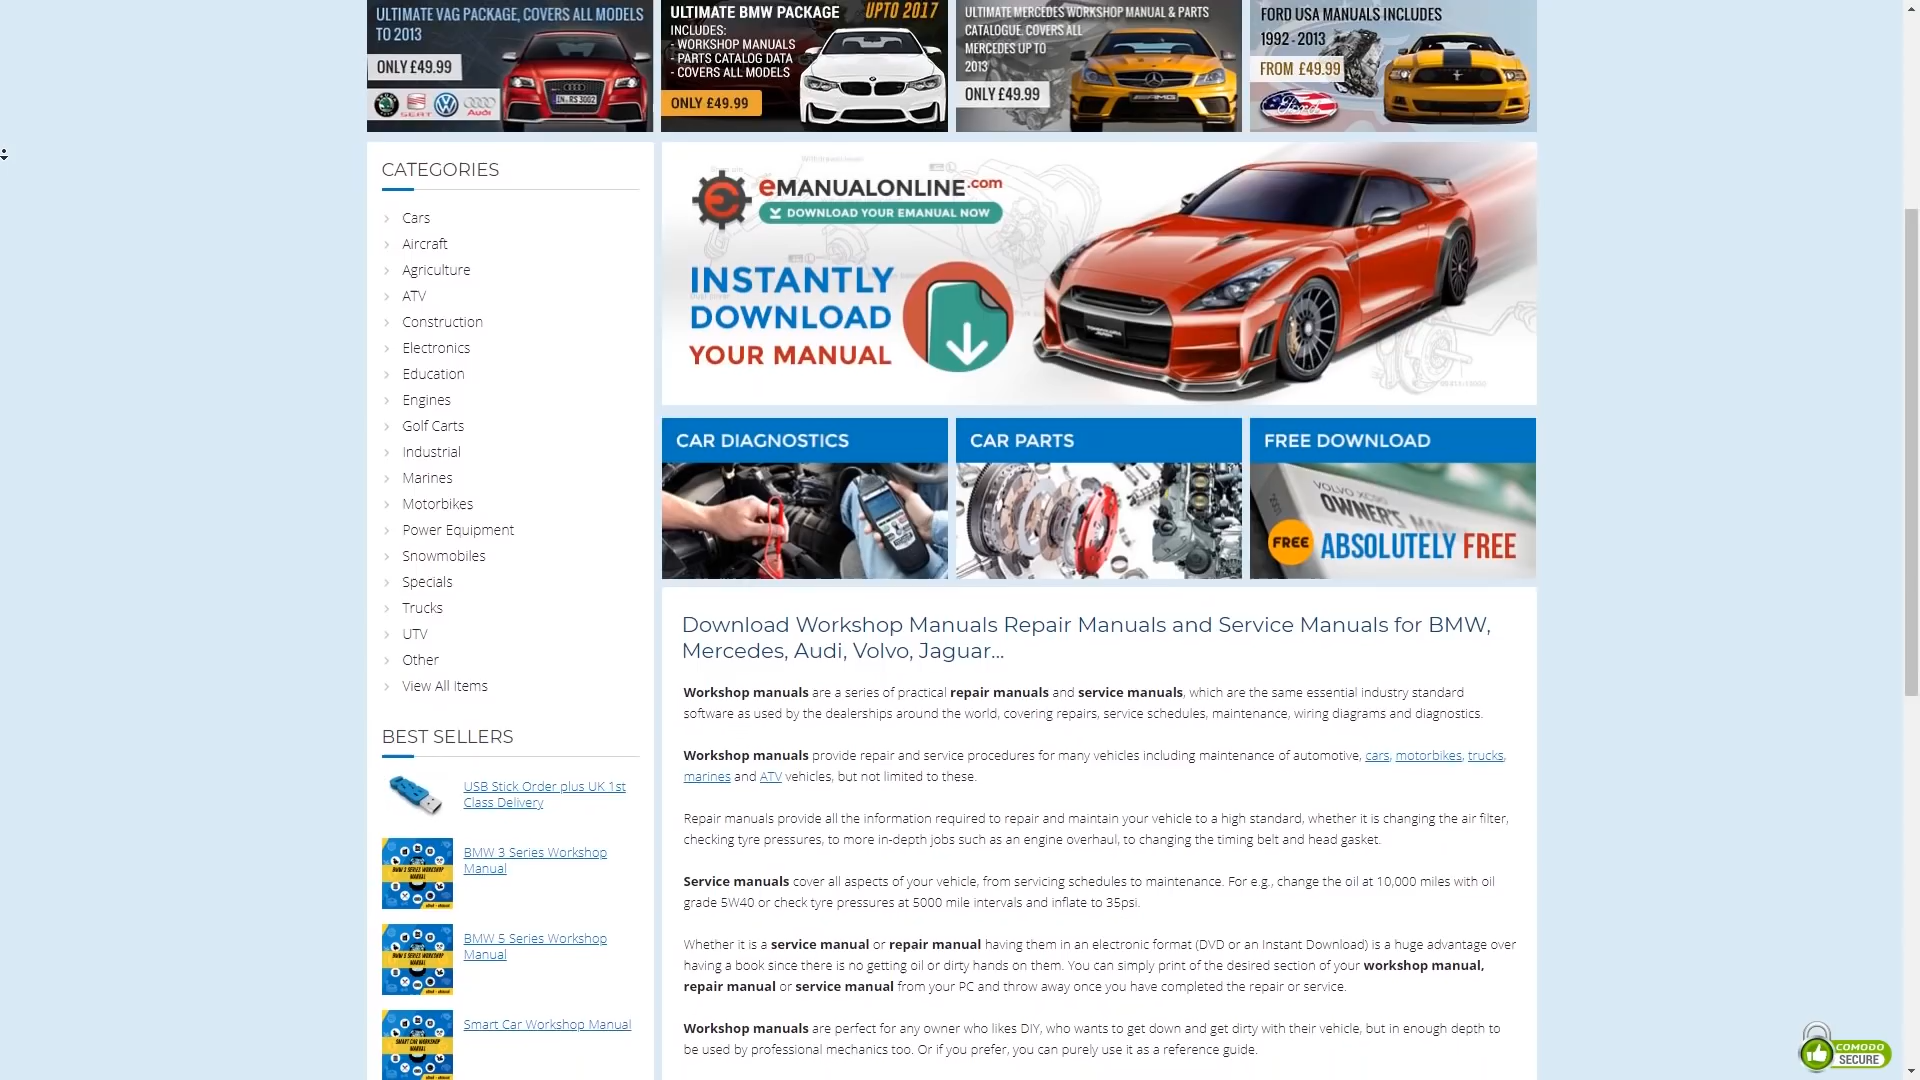 ULTIMATE VAG PACKAGE, COVERS ALL MODELS
TO 2013
ONLY £49.99
SEAT
Audi
ULTIMATE BMW PACKAGE
UPTO 2017
INCLUDES:
- WORKSHOP MANUALS
- PARTS CATALOG DATA
- COVERS ALL MODELS
ONLY £49.99
ULTIMATE MERCEDES WORKSHOP MANUAL & PARTS
CATALOGUE. COVERS ALL
MERCEDES UP TO
2013
ONLY £49.99
AMG
FORD USA MANUALS INCLUDES
1992 - 2013
FROM £49.99
Ford
CATEGORIES
Cars
Aircraft
Agriculture
ATV
Construction
Electronics
Education
Engines
Golf Carts
Industrial
Marines
Motorbikes
Power Equipment
Snowmobiles
Specials
Trucks
UTV
Other
View All Items
BEST SELLERS
USB Stick Order plus UK 1st
Class Delivery
BMW 3 SERIES WORKSHOP
MANUAL
BMW 3 Series Workshop
Manual
BMW 5 SERIES WORKSHOP
MANUAL
BMW 5 Series Workshop
Manual
SMART CAR WORKSHOP
MANUAL
Smart Car Workshop Manual
eMANUALONLINE.com
DOWNLOAD YOUR EMANUAL NOW
INSTANTLY
DOWNLOAD
YOUR MANUAL
CAR DIAGNOSTICS
CAR PARTS
FREE DOWNLOAD
VOLVO XC90
OWNER'S MAN
FREE
ABSOLUTELY FREE
Download Workshop Manuals Repair Manuals and Service Manuals for BMW,
Mercedes, Audi, Volvo, Jaguar...
Workshop manuals are a series of practical repair manuals and service manuals, which are the same essential industry standard
software as used by the dealerships around the world, covering repairs, service schedules, maintenance, wiring diagrams and diagnostics.
Workshop manuals provide repair and service procedures for many vehicles including maintenance of automotive, cars, motorbikes, trucks,
marines and ATV vehicles, but not limited to these.
Repair manuals provide all the information required to repair and maintain your vehicle to a high standard, whether it is changing the air filter,
checking tyre pressures, to more in-depth jobs such as an engine overhaul, to changing the timing belt and head gasket.
Service manuals cover all aspects of your vehicle, from servicing schedules to maintenance. For e.g., change the oil at 10,000 miles with oil
grade 5W40 or check tyre pressures at 5000 mile intervals and inflate to 35psi.
Whether it is a service manual or repair manual having them in an electronic format (DVD or an Instant Download) is a huge advantage over
having a book since there is no getting oil or dirty hands on them. You can simply print of the desired section of your workshop manual,
repair manual or service manual from your PC and throw away once you have completed the repair or service.
Workshop manuals are perfect for any owner who likes DIY, who wants to get down and get dirty with their vehicle, but in enough depth to
be used by professional mechanics too. Or if you prefer, you can purely use it as a reference guide.
COMODO
SECURE